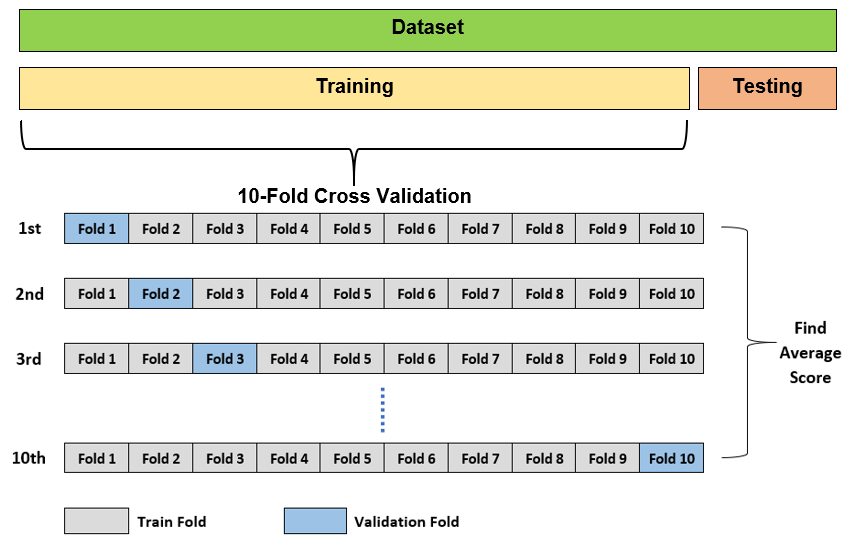 Dataset
Training Testing
10-Fold Cross Validation
1st Fold 1 Fold 2 Fold 3 Fold 4 Fold 5 Fold 6 Fold 7 Fold 8 Fold 9 Fold 10
2nd Fold 1 Fold 2 Fold 3 Fold 4 Fold 5 Fold 6 Fold 7 Fold 8 Fold 9 Fold 10
3rd Fold 1 Fold 2 Fold 3 Fold 4 Fold 5 Fold 6 Fold 7 Fold 8 Fold 9 Fold 10
10th Fold 1 Fold 2 Fold 3 Fold 4 Fold 5 Fold 6 Fold 7 Fold 8 Fold 9 Fold 10
Find
Average
Score
Train Fold Validation Fold